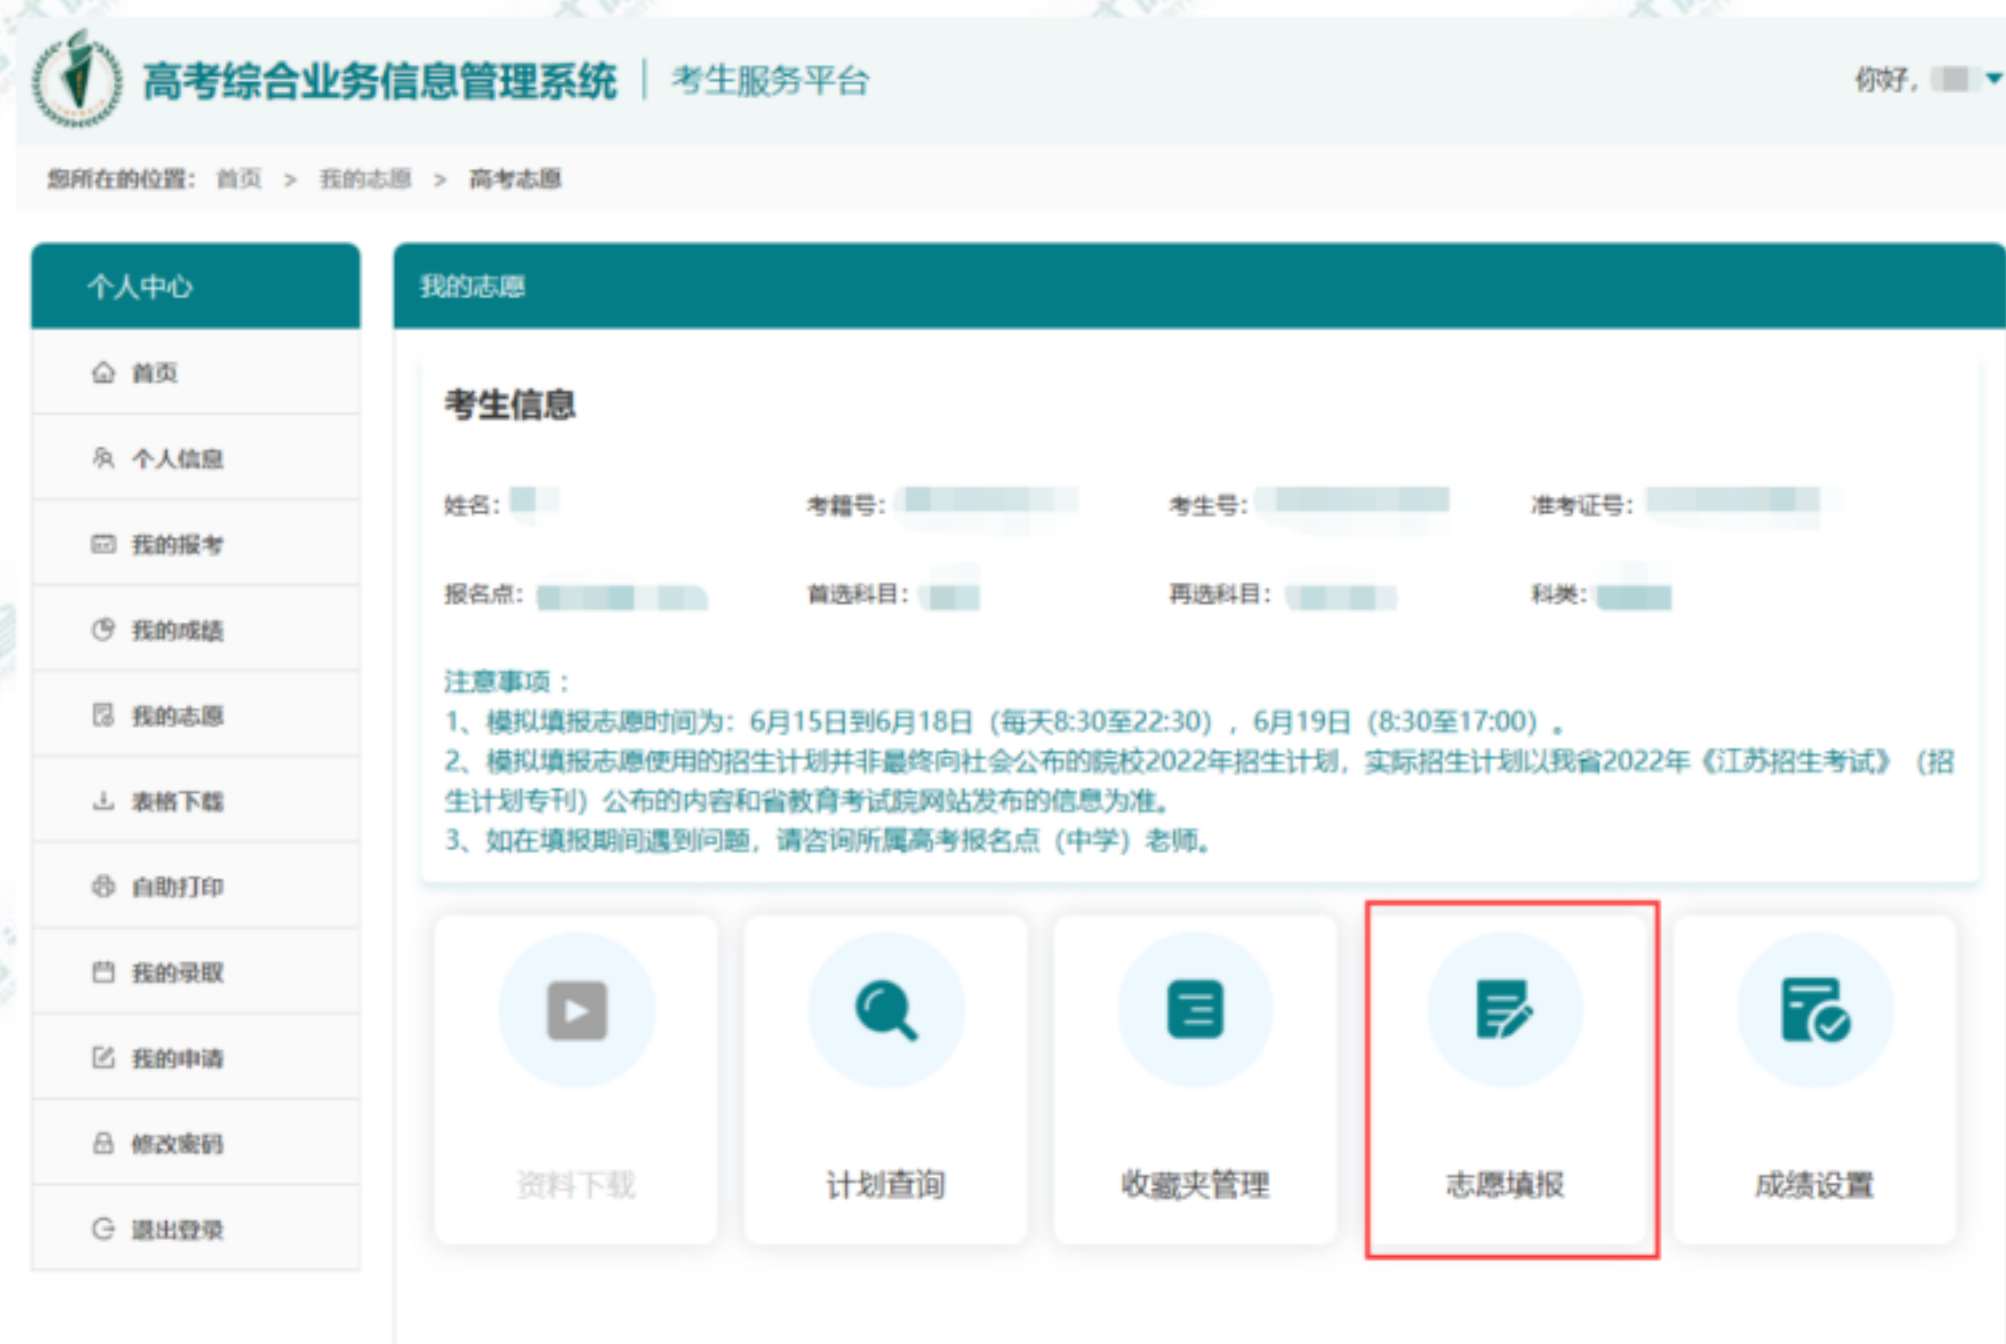 高考综合业务信息管理系统 | 考生服务平台
你好，
您所在的位置： 首页 > 我的志愿 > 高考志愿
个人中心
首页
个人信息
我的报考
我的成绩
我的志愿
表格下载
自助打印
我的录取
我的申请
修改密码
退出登录
我的志愿
考生信息
姓名： 考籍号： 考生号： 准考证号：
报名点： 首选科目： 再选科目： 科类：
注意事项：
1、模拟填报志愿时间为：6月15日到6月18日（每天8:30至22:30），6月19日（8:30至17:00）。
2、模拟填报志愿使用的招生计划并非最终向社会公布的院校2022年招生计划，实际招生计划以我省2022年《江苏招生考试》（招
生计划专刊）公布的内容和省教育考试院网站发布的信息为准。
3、如在填报期间遇到问题，请咨询所属高考报名点（中学）老师。
资料下载 计划查询 收藏夹管理 志愿填报 成绩设置